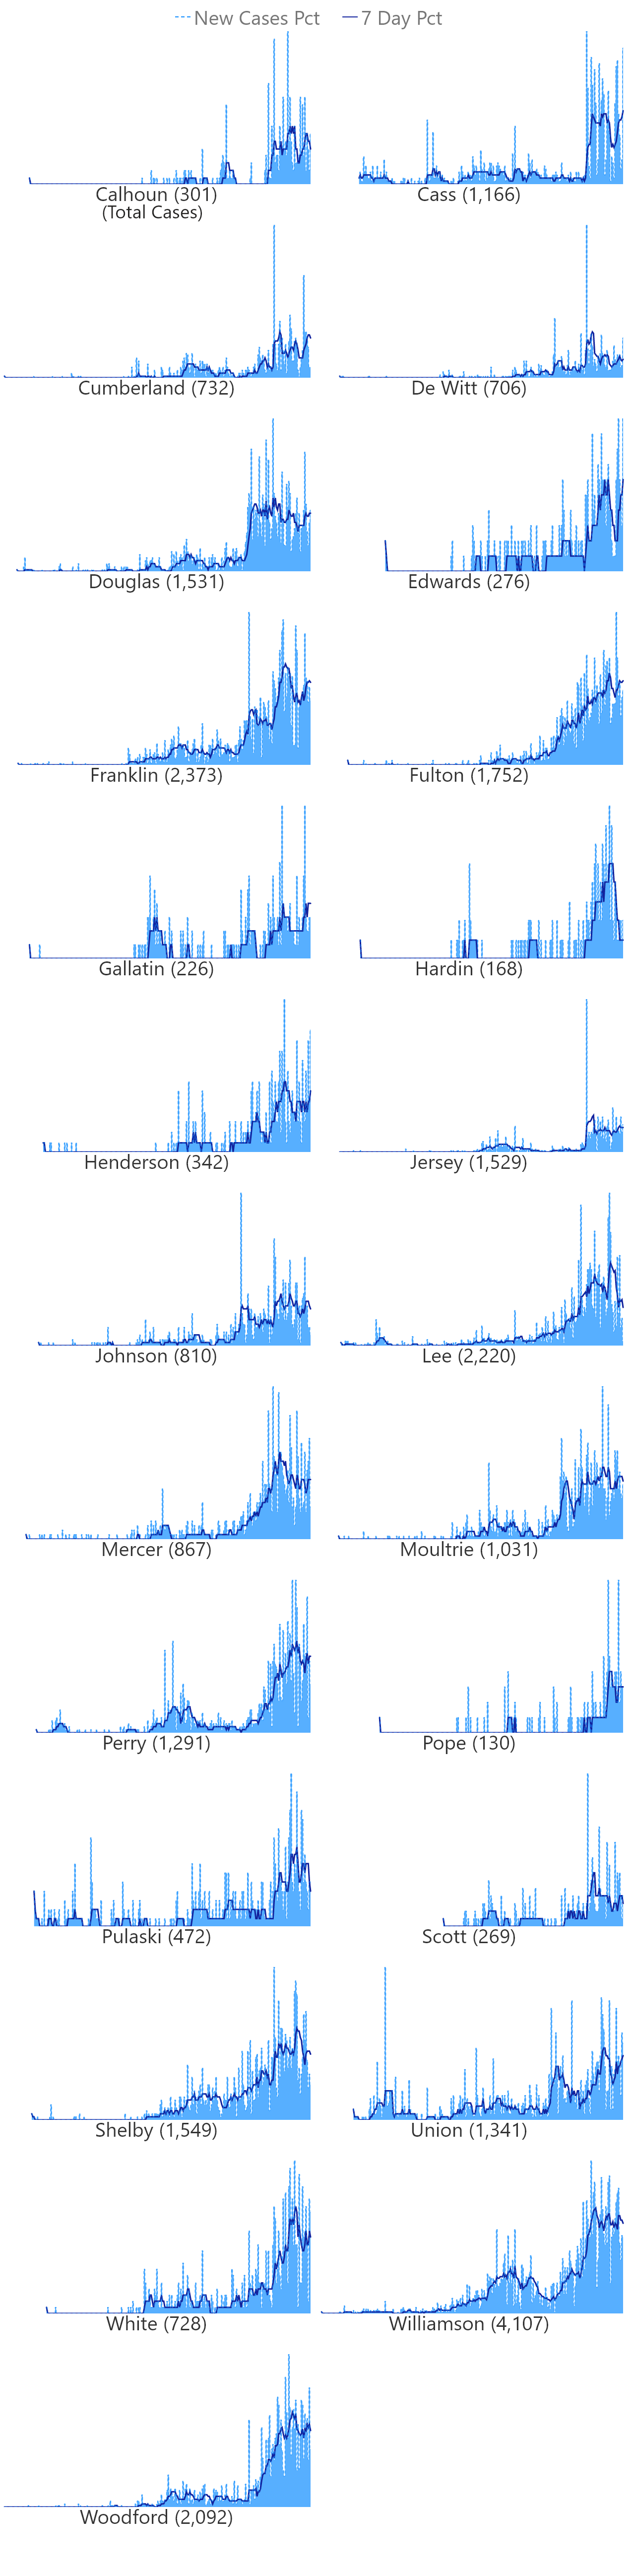 New Cases Pct 7 Day Pct
Calhoun (301) Cass (1,166)
(Total Cases)
Cumberland (732) De Witt (706)
Douglas (1,531) Edwards (276)
Franklin (2,373) Fulton (1,752)
Gallatin (226) Hardin (168)
Henderson (342) Jersey (1,529)
Johnson (810) Lee (2,220)
Mercer (867) Moultrie (1,031)
Perry (1,291) Pope (130)
Pulaski (472) Scott (269)
Shelby (1,549) Union (1,341)
White (728) Williamson (4,107)
Woodford (2,092)